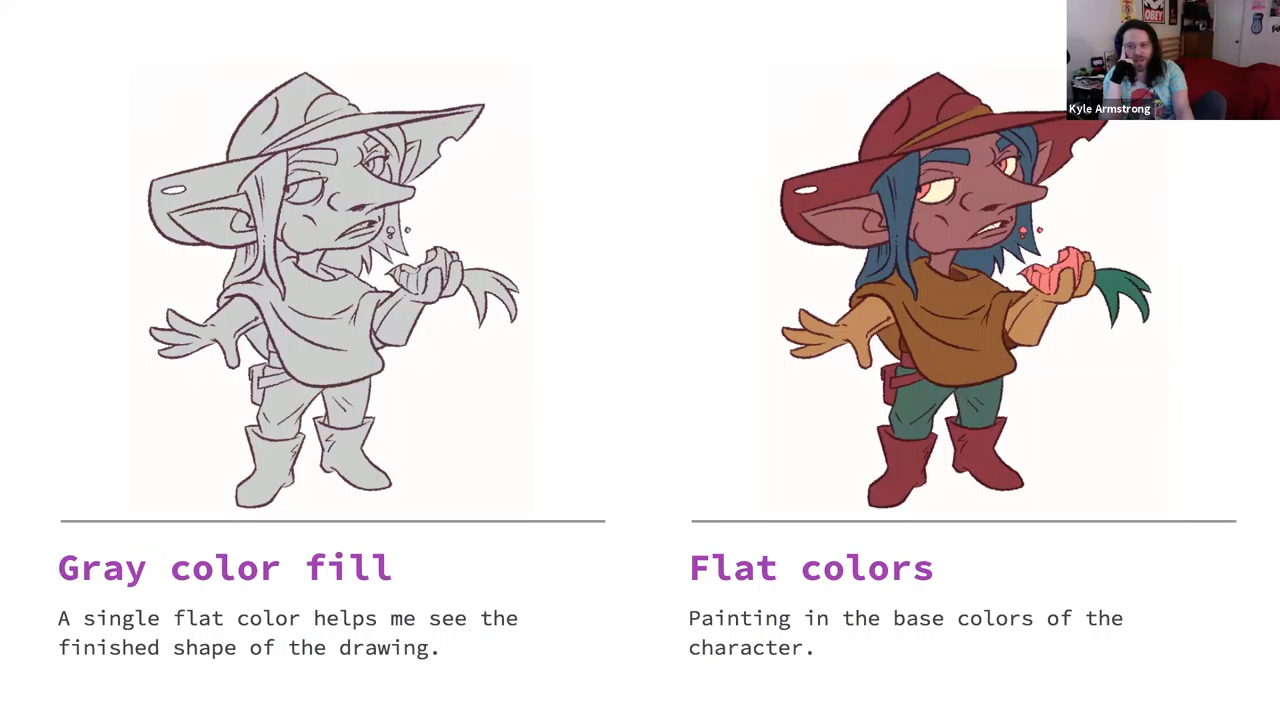 OBEY
Kyle Armstrong
Gray color fill
A single flat color helps me see the
finished shape of the drawing.
Flat colors
Painting in the base colors of the
character.